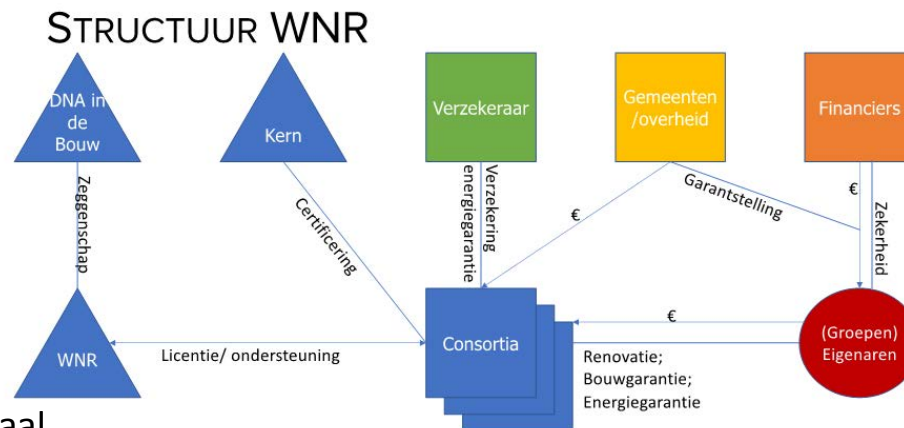 STRUCTUUR WNR
DNA in
de
Bouw
Kern
Verzekeraar
Gemeenten
/overheid
Financiers
Zeggenschap
Certificering
Verzekering
energiegarantie
€
Garantstelling
€
Zekerheid
WNR
Licentie/ ondersteuning
Consortia
€
Renovatie;
Bouwgarantie;
Energiegarantie
(Groepen)
Eigenaren